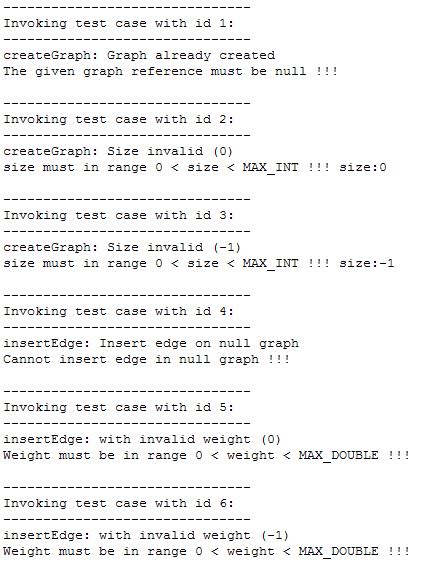 -------------------------------
Invoking test case with id 1:
-------------------------------
createGraph: Graph already created
The given graph reference must be null !!!
-------------------------------
Invoking test case with id 2:
-------------------------------
createGraph: Size invalid (0)
size must in range 0 < size < MAX_INT !!! size:0
-------------------------------
Invoking test case with id 3:
-------------------------------
createGraph: Size invalid (-1)
size must in range 0 < size < MAX_INT !!! size:-1
-------------------------------
Invoking test case with id 4:
-------------------------------
insertEdge: Insert edge on null graph
Cannot insert edge in null graph !!!
-------------------------------
Invoking test case with id 5:
-------------------------------
insertEdge: with invalid weight (0)
Weight must be in range 0 < weight < MAX_DOUBLE !!!
-------------------------------
Invoking test case with id 6:
-------------------------------
insertEdge: with invalid weight (-1)
Weight must be in range 0 < weight < MAX_DOUBLE !!!